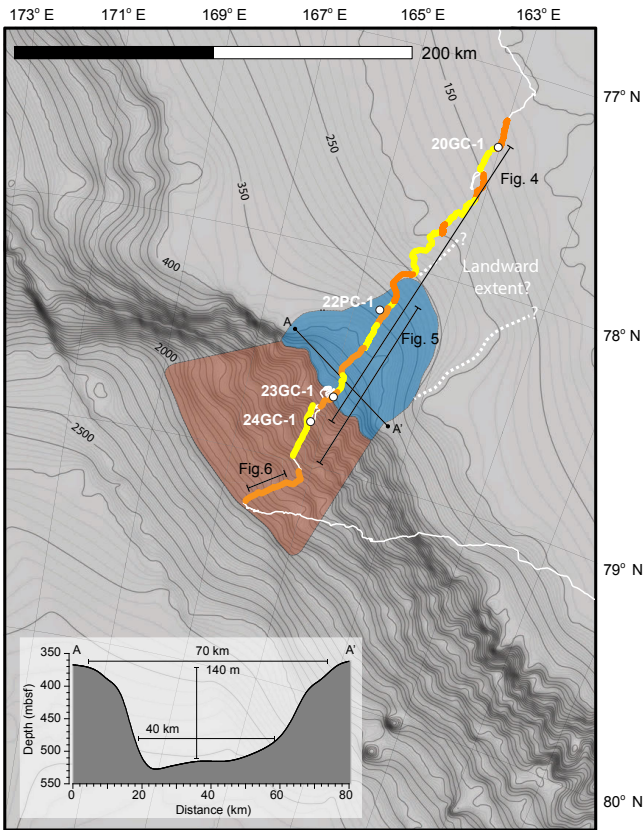 173° E 171° E 169° E 167° E 165° E 163° E
200 km
77° N
150
20GC-1
250
Fig. 4
350
?
400
Landward
extent?
22PC-1
?
78° N
A
Fig. 5
2000
23GC-1
24GC-1
A'
2500
Fig.6
79° N
A 70 km A'
350
140 m
400
450
40 km
500
550
Depth (mbsf)
0 20 40 60 80
Distance (km)
80° N